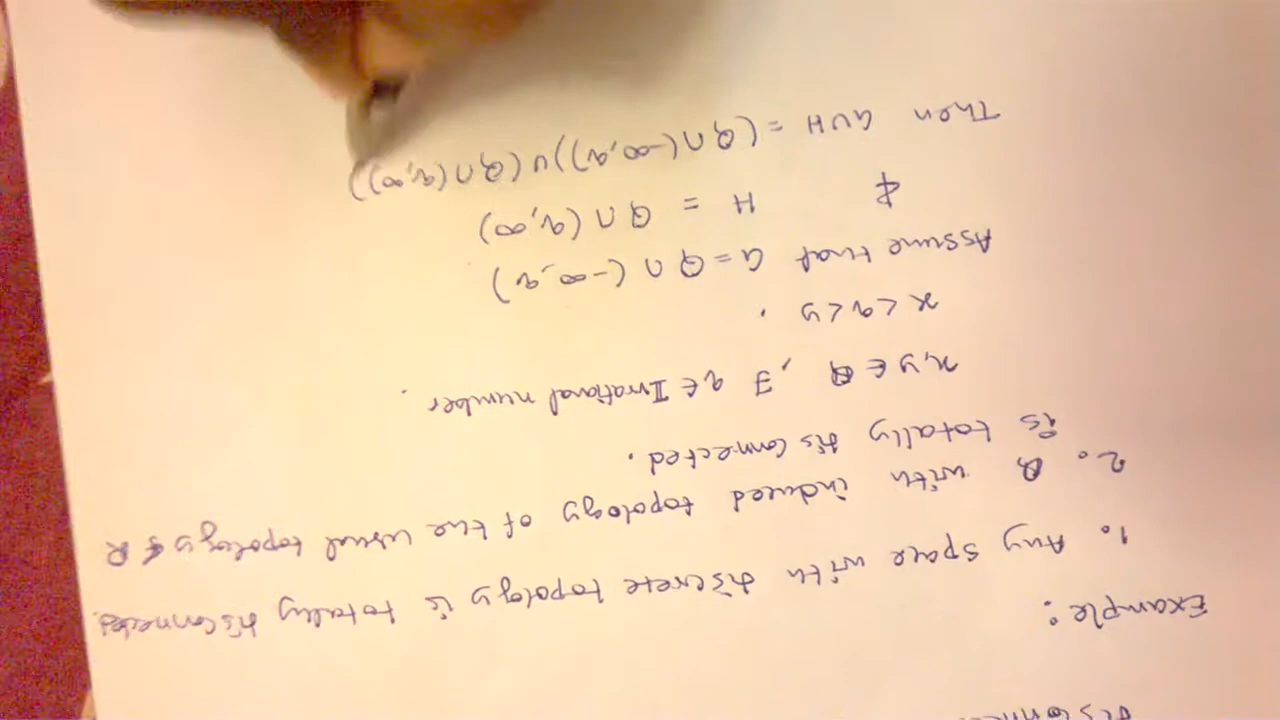 Example:
1. Any space with discrete topology is totally disconnected.
2. Q with induced topology of the usual topology of R
is totally disconnected.
x, y ∈ Q, ∃ q ∈ Irrational number.
x < q < y.
Assume that G = Q ∩ (-∞, q)
& H = Q ∩ (q, ∞)
Then G∪H = (Q ∩ (-∞, q)) ∪ (Q ∩ (q, ∞))